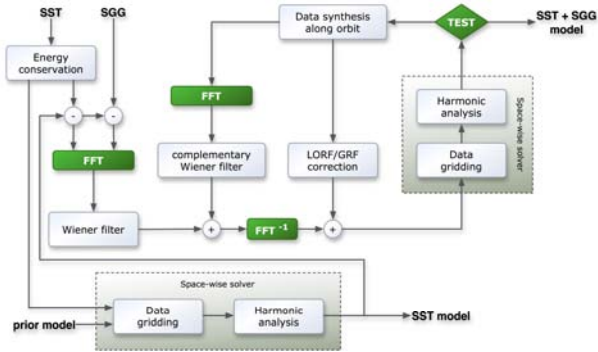 SST
SGG
Energy
conservation
-
-
FFT
Wiener filter
Data synthesis
along orbit
FFT
complementary
Wiener filter
LORF/GRF
correction
+
FFT -1
+
TEST
SST + SGG
model
Harmonic
analysis
Data
gridding
Space-wise solver
Space-wise solver
prior model
Data
gridding
Harmonic
analysis
SST model